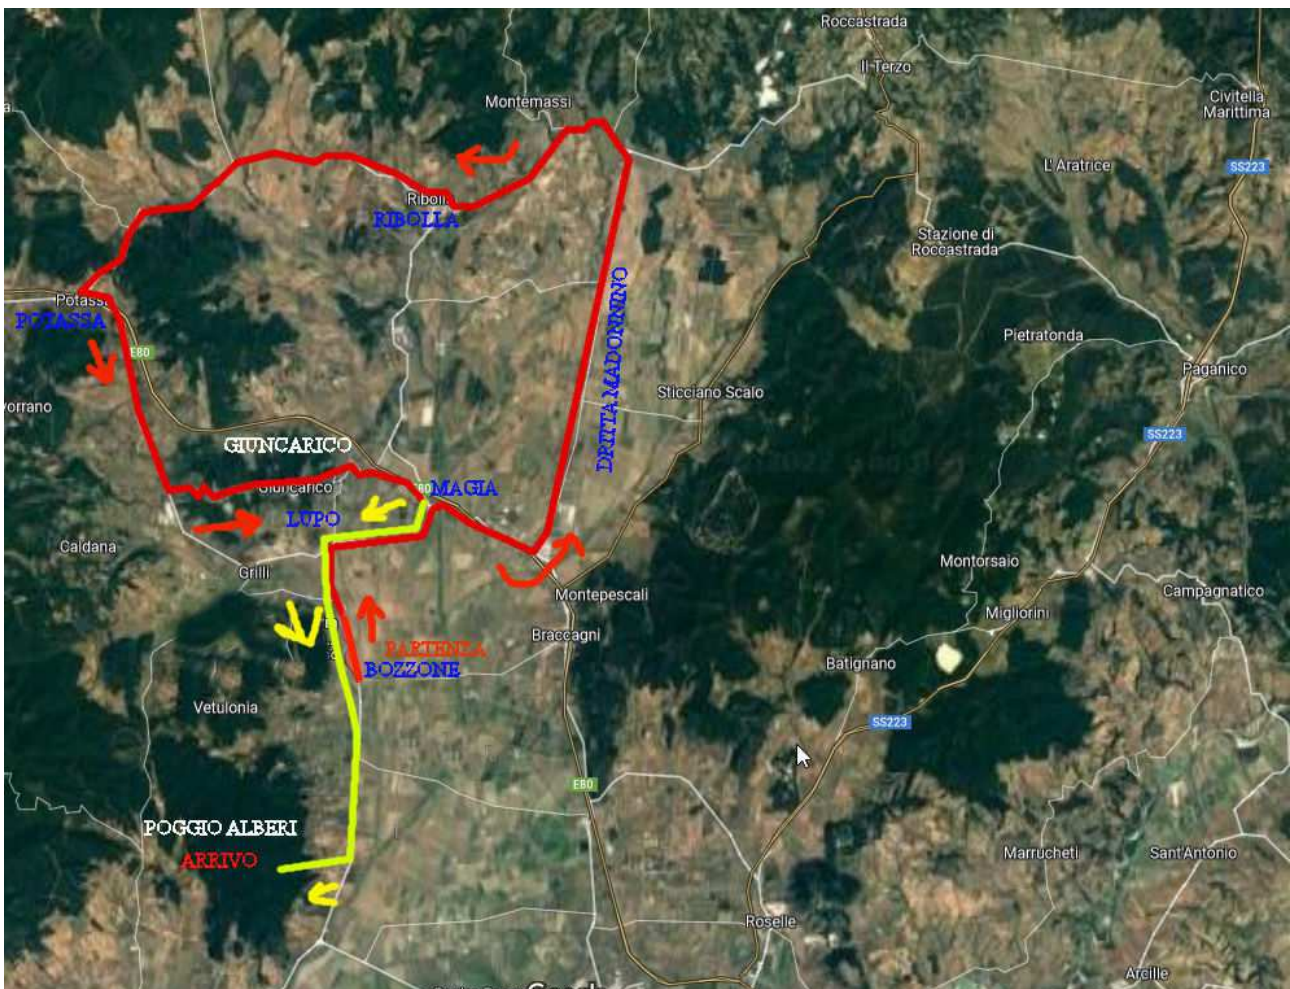 Roccastrada
Il Terzo
Montemassi
Civitella
Marittima
L' Aratrice
SS223
Ribolla
RIBOLLA
Stazione di
Roccastrada
Potassa
POTASSA
DRITTA MADONNINO
Pietratonda
E80
Paganico
Sticciano Scalo
SS223
GIUNCARICO
Giuncarico
MAGIA
LUPO
Caldana
Grilli
Montorsaio
Montepescali
Campagnatico
Migliorini
Braccagni
PARTENZA
BOZZONE
Batignano
Vetulonia
SS223
E80
POGGIO ALBERI
ARRIVO
Marrucheti
Sant'Antonio
Roselle
Arcille